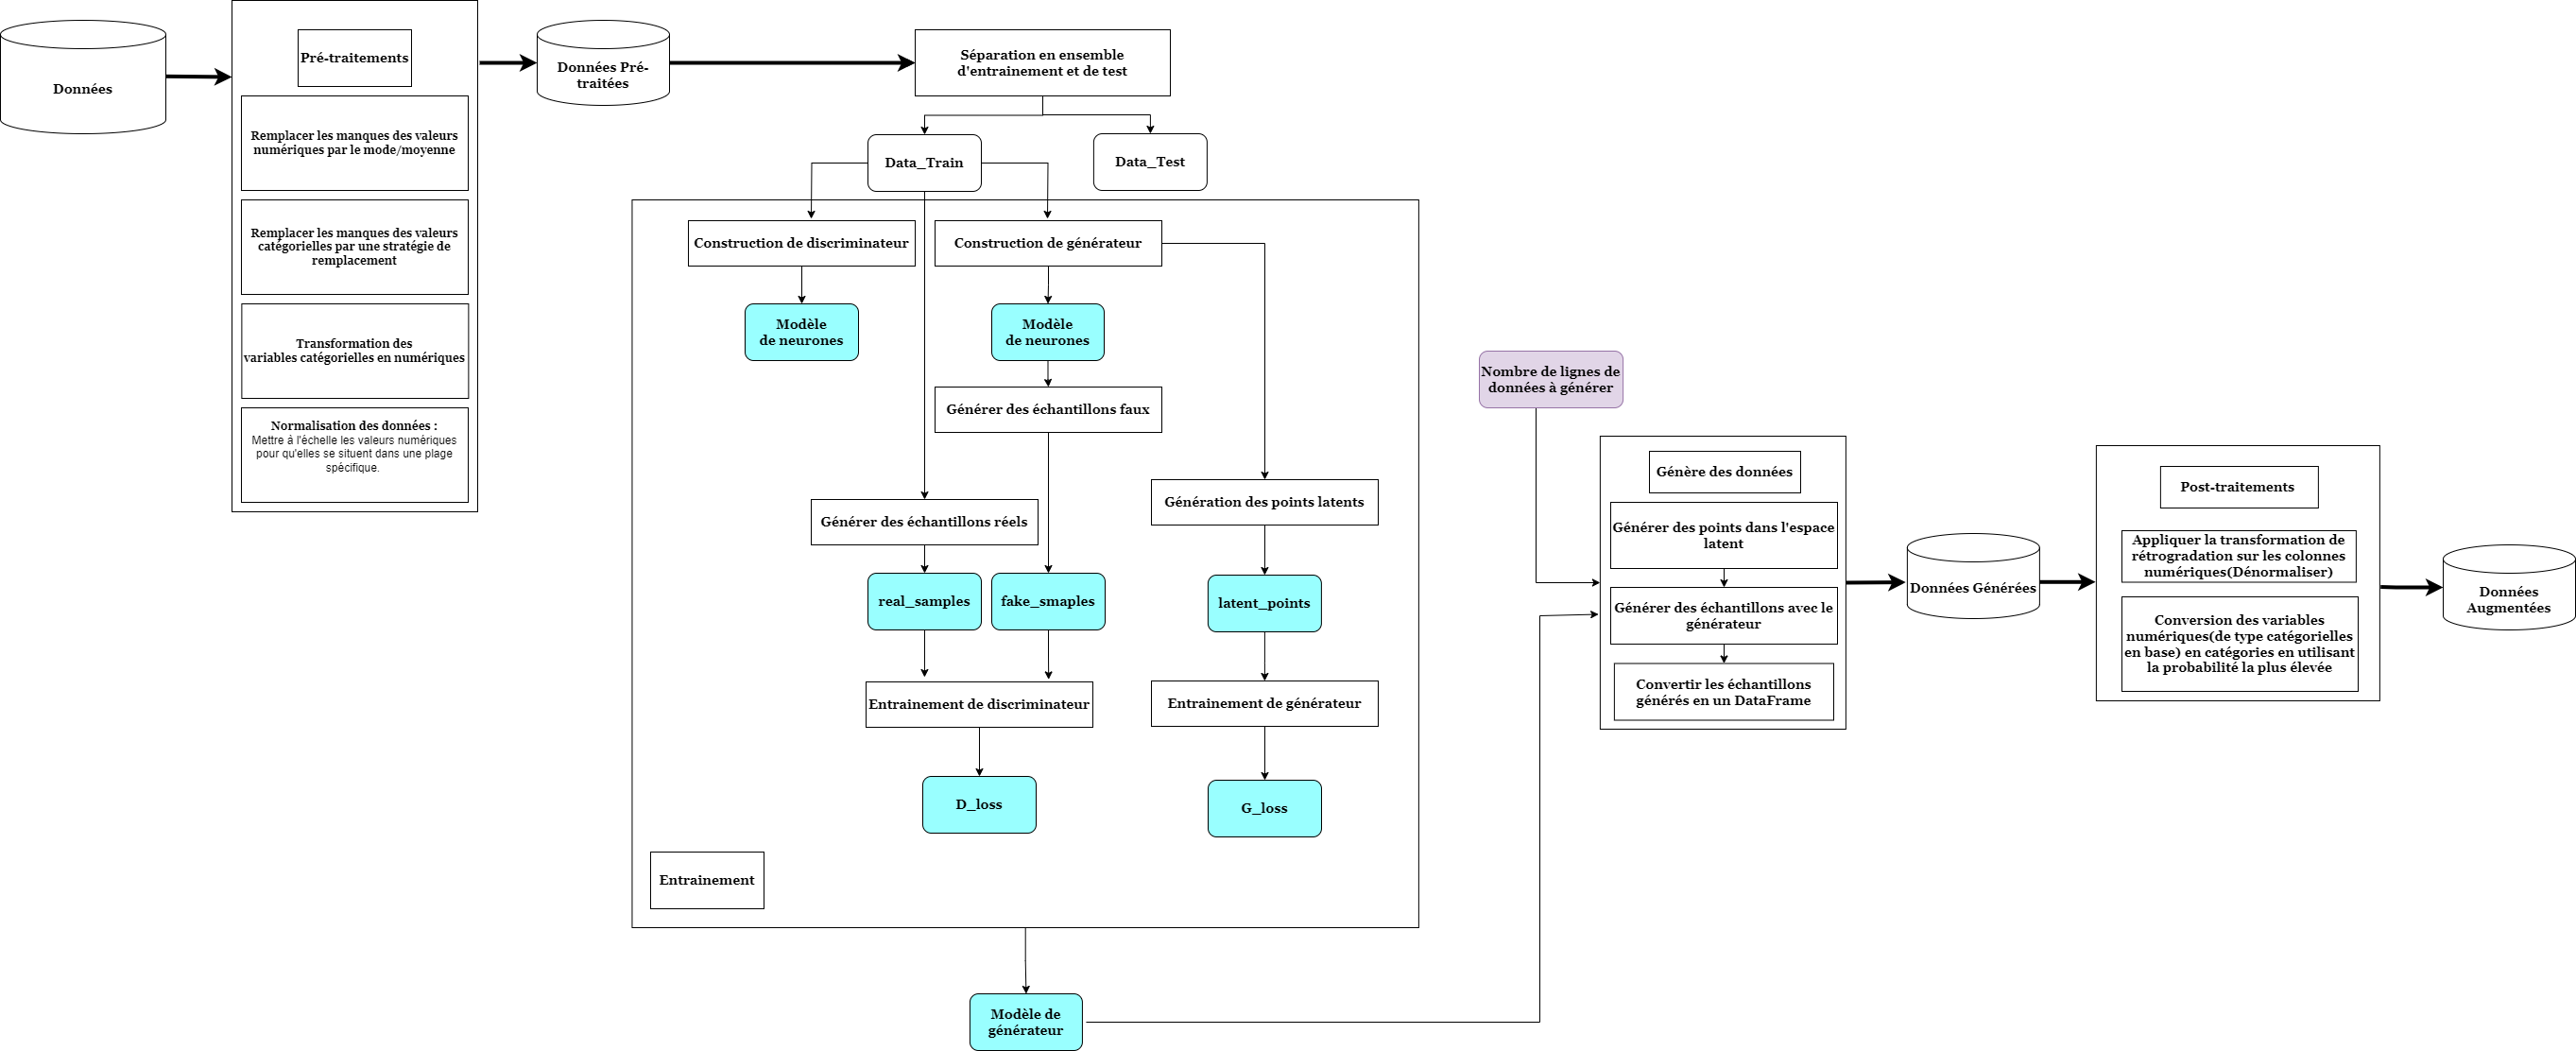 Données
Pré-traitements
Remplacer les manques des valeurs
numériques par le mode/moyenne
Remplacer les manques des valeurs
catégorielles par une stratégie de
remplacement
Transformation des
variables catégorielles en numériques
Normalisation des données :
Mettre à l'échelle les valeurs numériques
pour qu'elles se situent dans une plage
spécifique.
Données Pré-
traitées
Séparation en ensemble
d'entrainement et de test
Data_Train
Data_Test
Construction de discriminateur
Construction de générateur
Modèle
de neurones
Modèle
de neurones
Générer des échantillons faux
Générer des échantillons réels
Génération des points latents
real_samples
fake_smaples
latent_points
Entrainement de discriminateur
Entrainement de générateur
D_loss
G_loss
Entrainement
Modèle de
générateur
Nombre de lignes de
données à générer
Génère des données
Générer des points dans l'espace
latent
Générer des échantillons avec le
générateur
Convertir les échantillons
générés en un DataFrame
Données Générées
Post-traitements
Appliquer la transformation de
rétrogradation sur les colonnes
numériques(Dénormaliser)
Conversion des variables
numériques(de type catégorielles
en base) en catégories en utilisant
la probabilité la plus élevée
Données
Augmentées